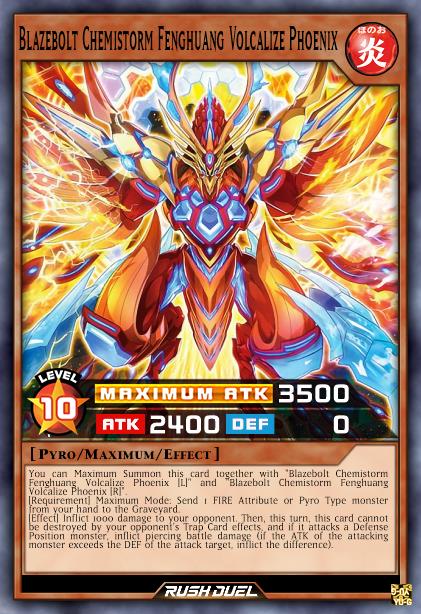 Blazebolt Chemistorm Fenghuang Volcalize Phoenix
ほのお
炎
LEVEL
10
MAXIMUM ATK 3500
ATK 2400 DEF 0
[Pyro/Maximum/Effect]
You can Maximum Summon this card together with "Blazebolt Chemistorm
Fenghuang Volcalize Phoenix [L]" and "Blazebolt Chemistorm Fenghuang
Volcalize Phoenix [R]".
[Requirement] Maximum Mode: Send 1 FIRE Attribute or Pyro Type monster
from your hand to the Graveyard.
[Effect] Inflict 1000 damage to your opponent. Then, this turn, this card cannot
be destroyed by your opponent's Trap Card effects, and if it attacks a Defense
Position monster, inflict piercing battle damage (if the ATK of the attacking
monster exceeds the DEF of the attack target, inflict the difference).
RUSH DUEL